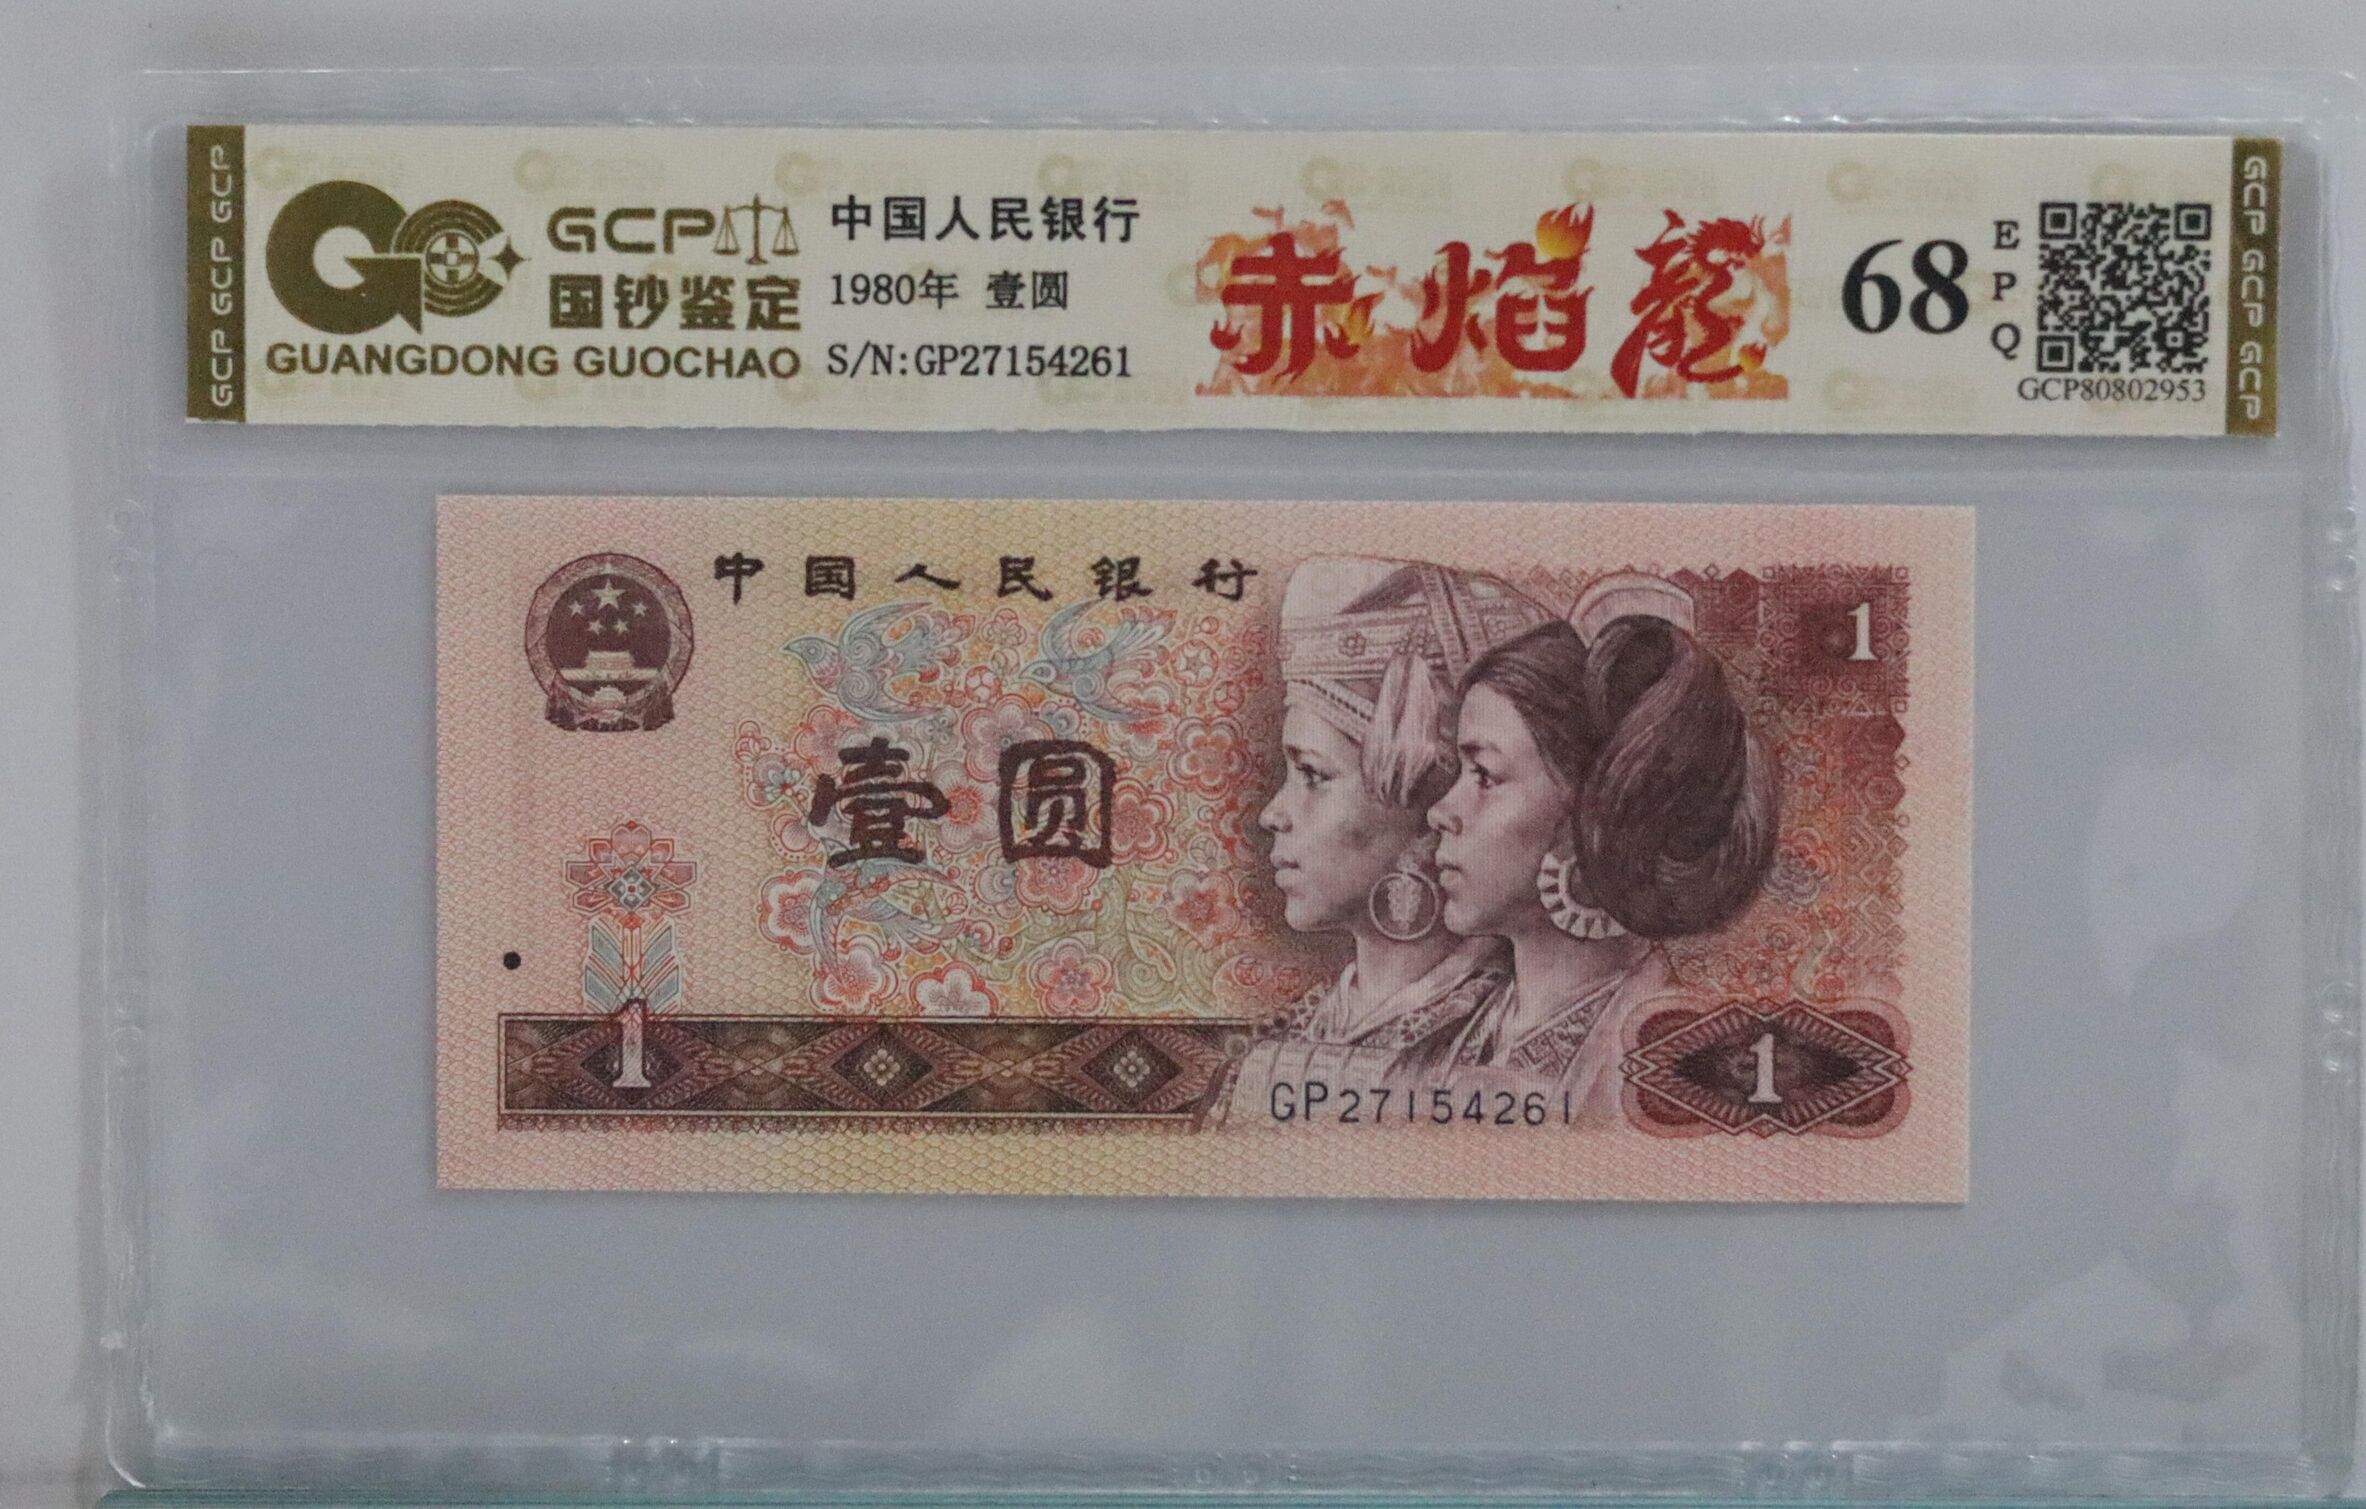 GCP GCP GCP
GCP
国钞鉴定
GUANGDONG GUOCHAO
中国人民银行
1980年 壹圆
S/N:GP27154261
赤焰龍
68
EPQ
GCP80802953
GCP GCP GCP
中国人民银行
1
壹圆
1
1
GP27154261